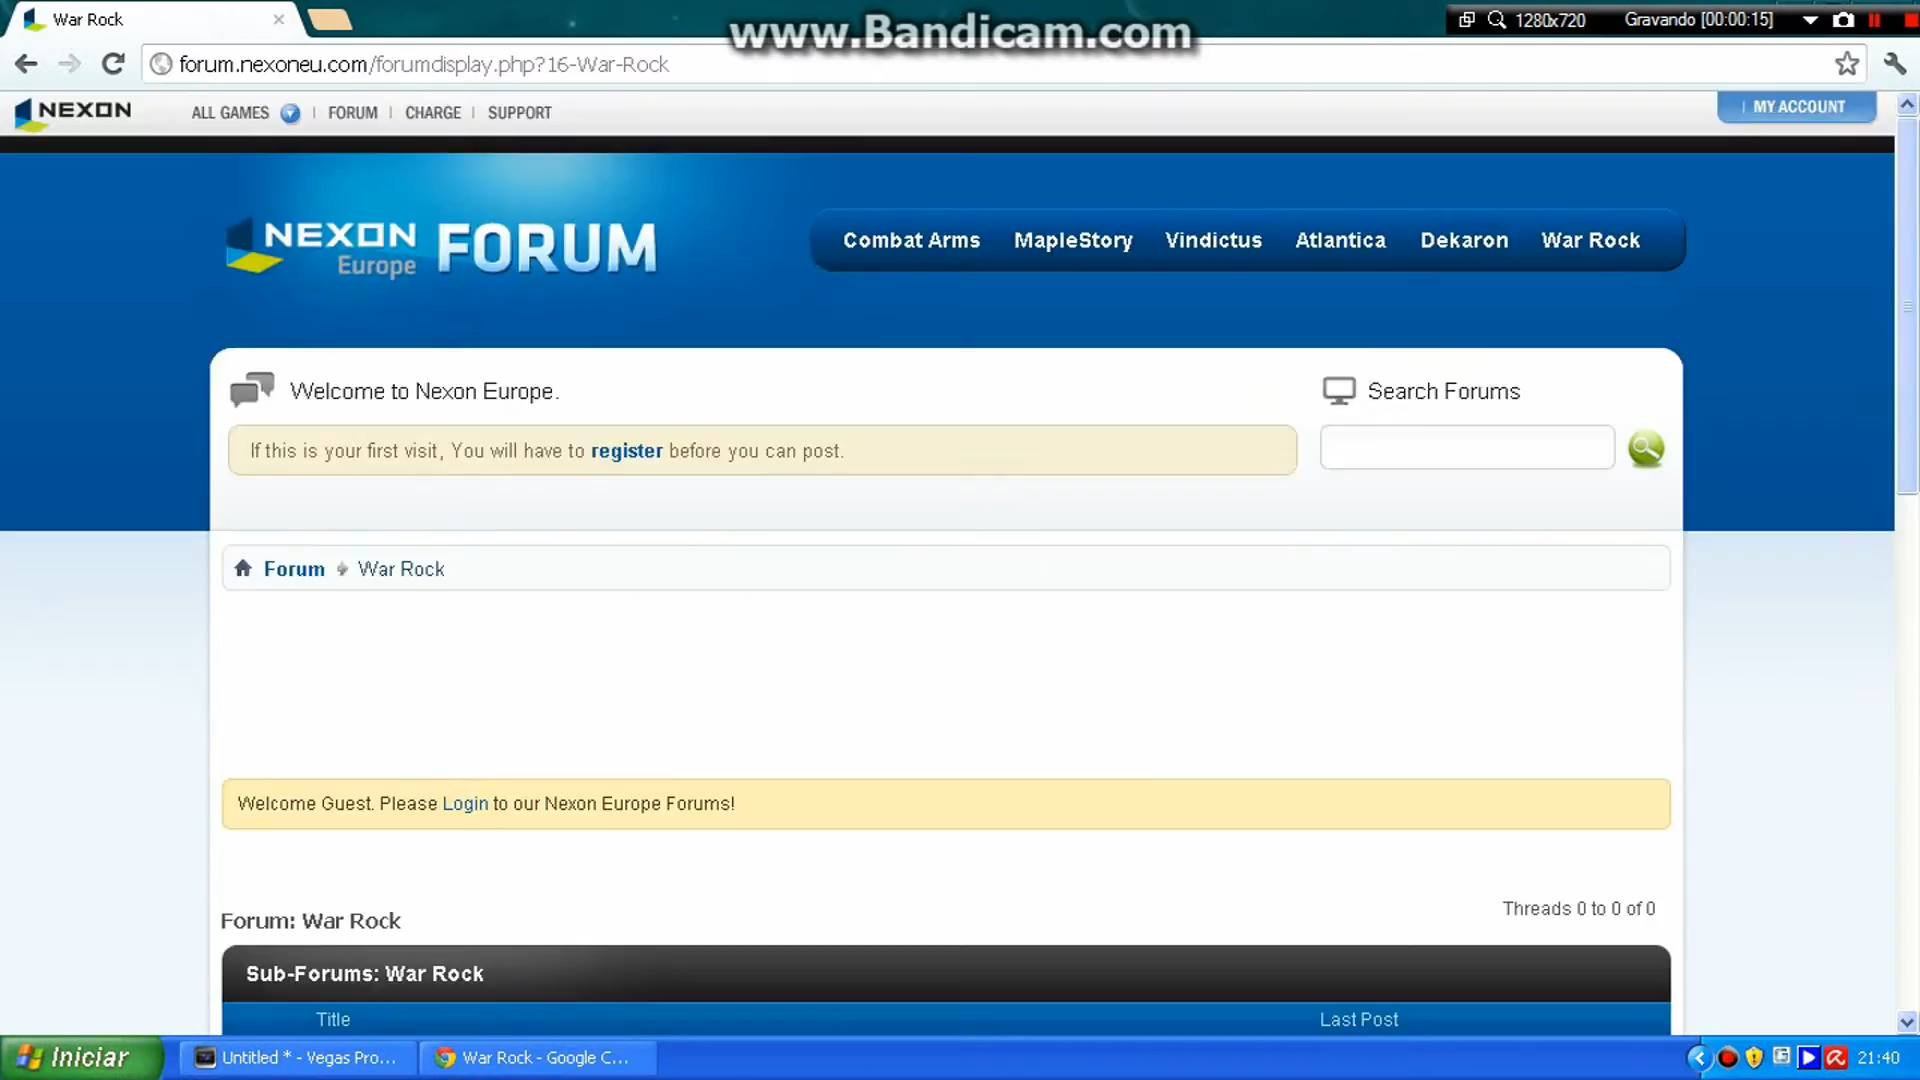 War Rock
www.Bandicam.com
1280x720 Gravando [00:00:15]
forum.nexoneu.com/forumdisplay.php?16-War-Rock
NEXON ALL GAMES FORUM CHARGE SUPPORT MY ACCOUNT
NEXON Europe FORUM
Combat Arms MapleStory Vindictus Atlantica Dekaron War Rock
Welcome to Nexon Europe.
Search Forums
If this is your first visit, You will have to register before you can post.
Forum War Rock
Welcome Guest. Please Login to our Nexon Europe Forums!
Threads 0 to 0 of 0
Forum: War Rock
Sub-Forums: War Rock
Title Last Post
Iniciar Untitled * - Vegas Pro... War Rock - Google C... 21:40